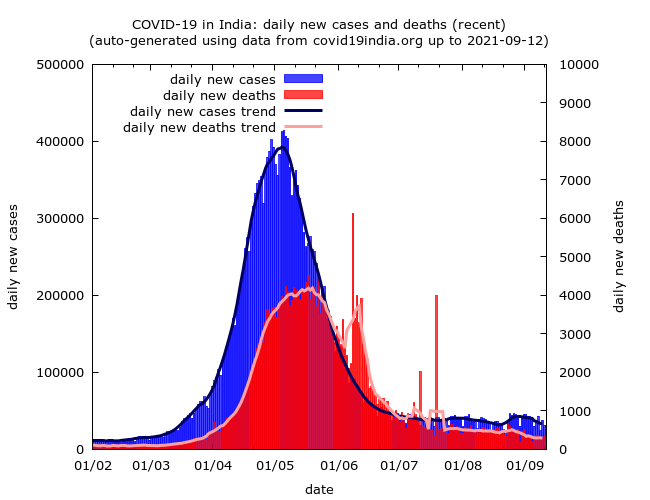 COVID-19 in India: daily new cases and deaths (recent)
(auto-generated using data from covid19india.org up to 2021-09-12)
daily new cases
daily new deaths
daily new cases trend
daily new deaths trend
500000
400000
300000
200000
100000
0
daily new cases
10000
9000
8000
7000
6000
5000
4000
3000
2000
1000
0
daily new deaths
01/02 01/03 01/04 01/05 01/06 01/07 01/08 01/09
date